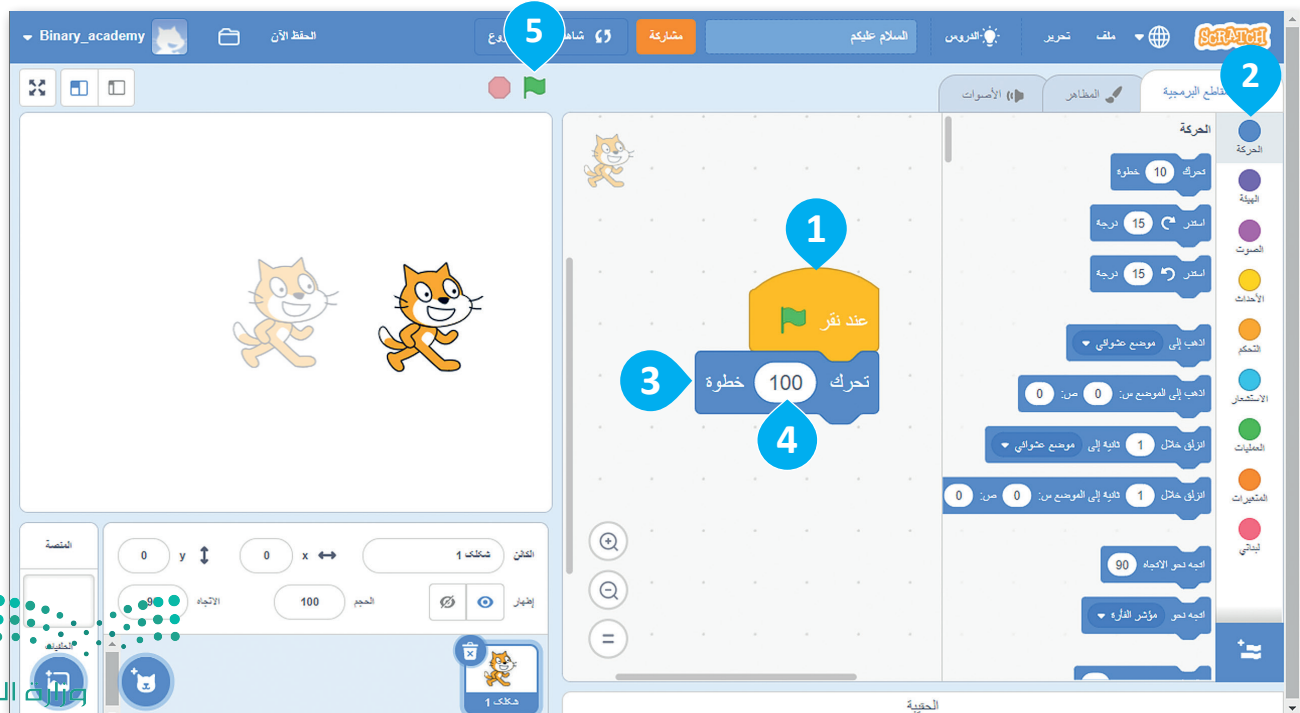 SCRATCH
ملف
تحرير
الدروس
السلام عليكم
مشاركة
5
الحفظ الآن
Binary_academy
2
المظاهر
الأصوات
الحركة
الحركة
الهيئة
الصوت
الأحداث
التحكم
الاستشعار
العمليات
المتغيرات
لبناتي
تحرك 10 خطوة
استدر 15 درجة
استدر 15 درجة
اذهب إلى موضع عشوائي
اذهب إلى الموضع س: 0 ص: 0
انزلق خلال 1 ثانية إلى موضع عشوائي
انزلق خلال 1 ثانية إلى الموضع س: 0 ص: 0
اتجه نحو الاتجاه 90
اتجه نحو مؤشر الفأرة
1
عند نقر
3
تحرك 100 خطوة
4
الحقيبة
الكائن شكلك 1 x 0 y 0
إظهار الحجم 100 الاتجاه
شكلك 1
المنصة
الخلفيات